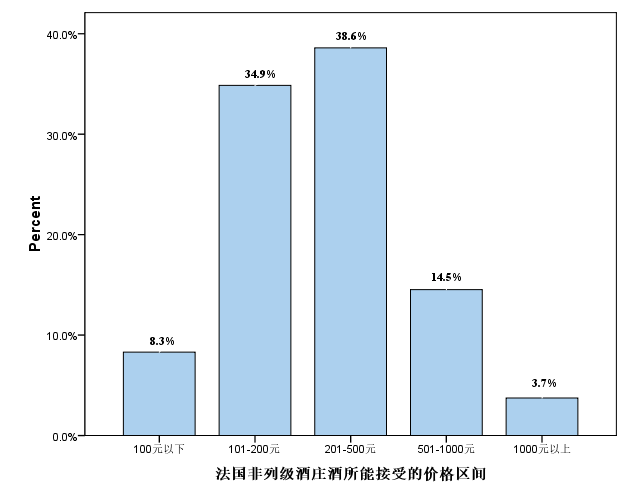 40.0%
30.0%
20.0%
10.0%
0.0%
Percent
8.3%
34.9%
38.6%
14.5%
3.7%
100元以下
101-200元
201-500元
501-1000元
1000元以上
法国非列级酒庄酒所能接受的价格区间